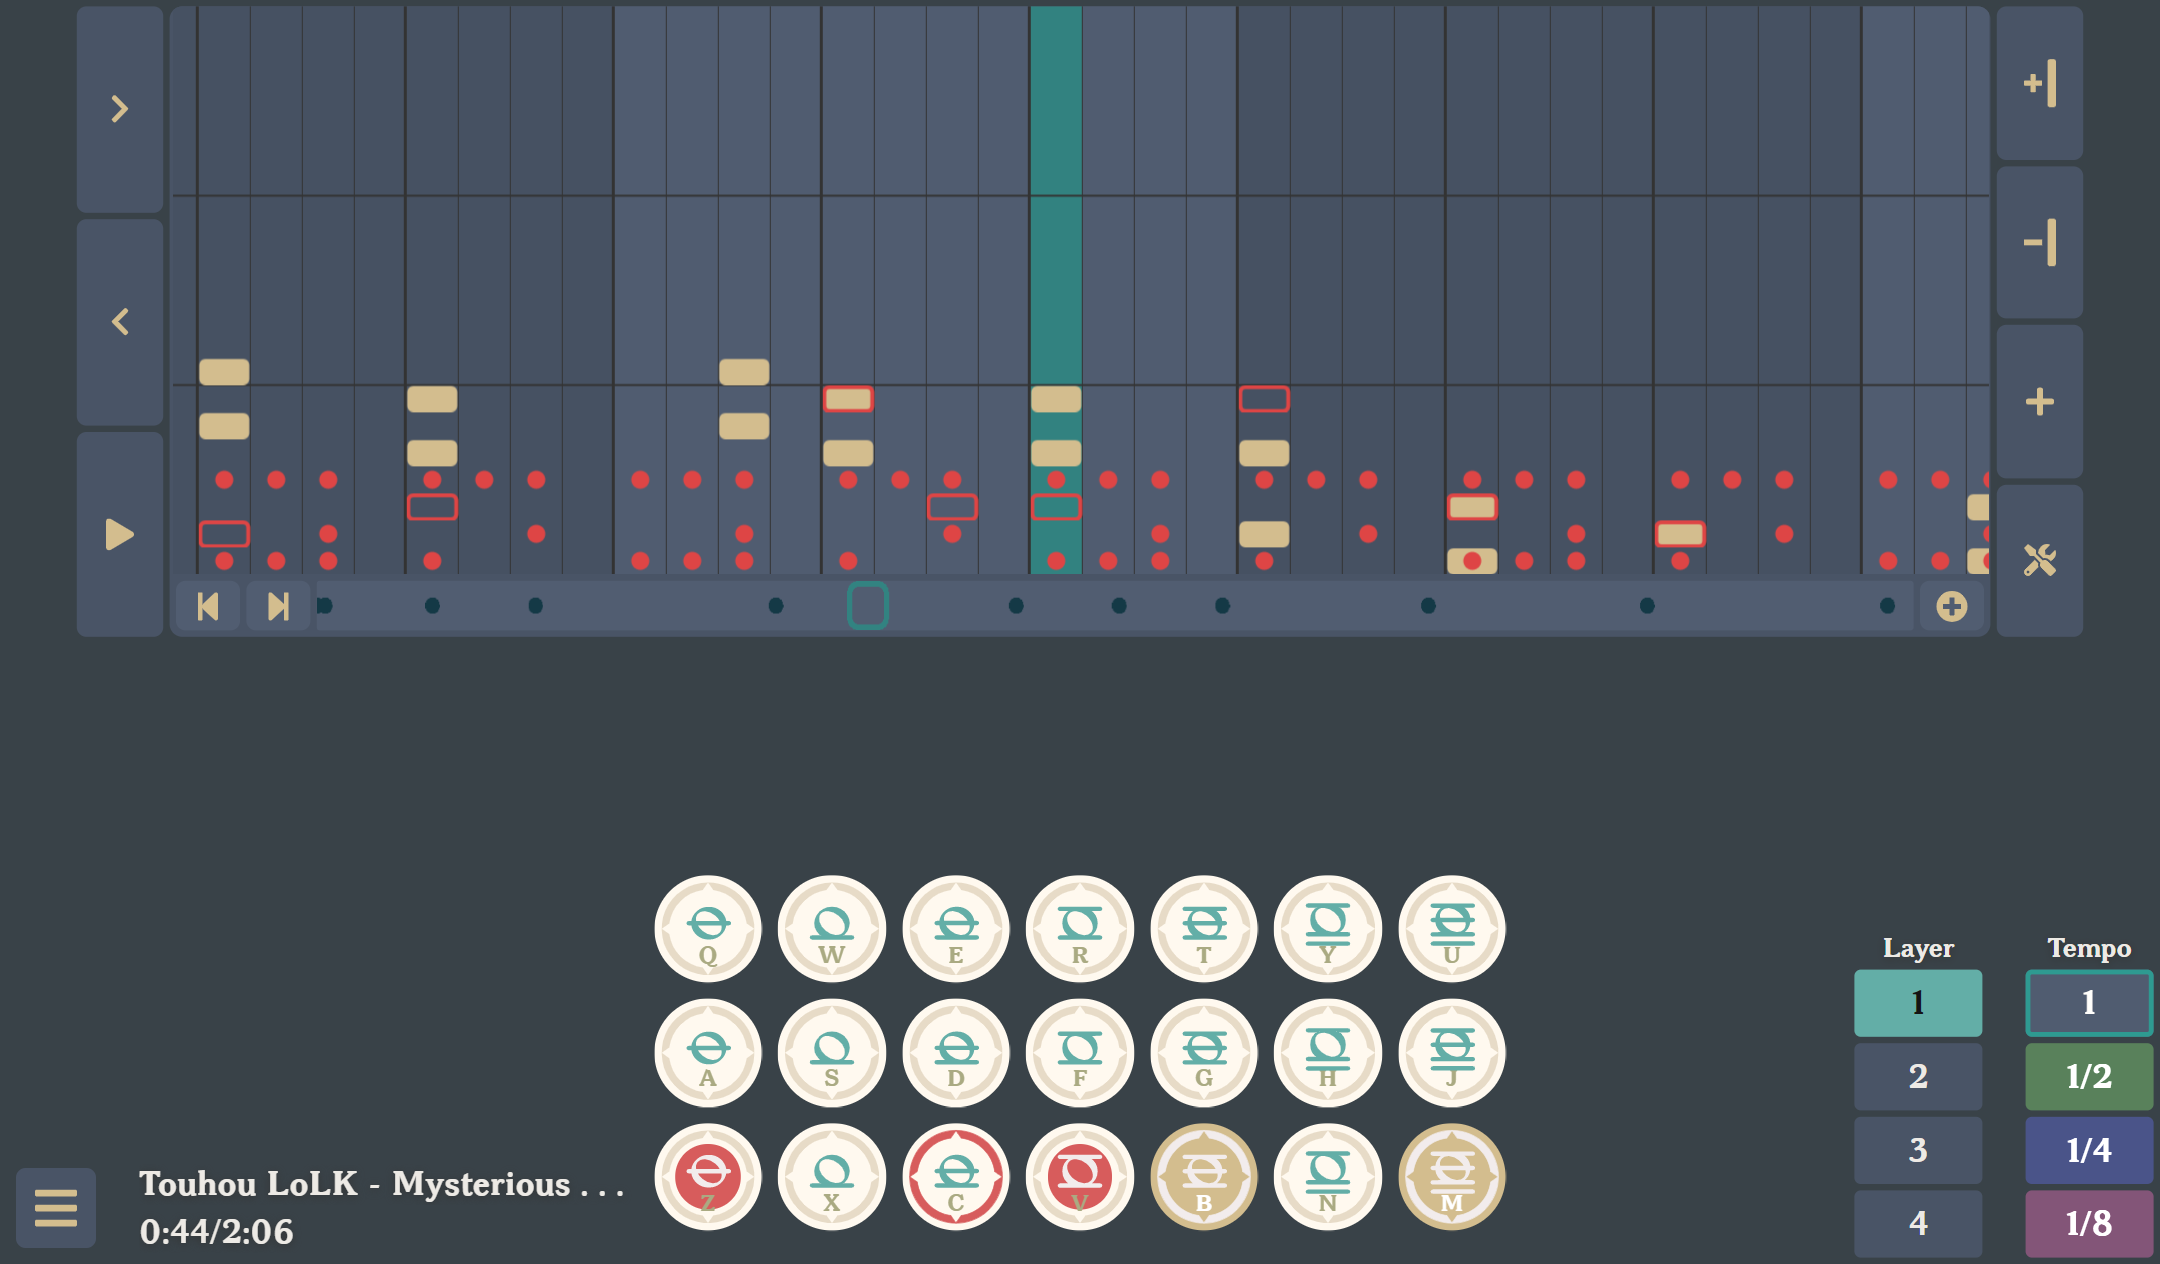 Q W E R T Y U
A S D F G H J
Z X C V B N M
Layer
1
2
3
4
Tempo
1
1/2
1/4
1/8
Touhou LoLK - Mysterious . . .
0:44/2:06